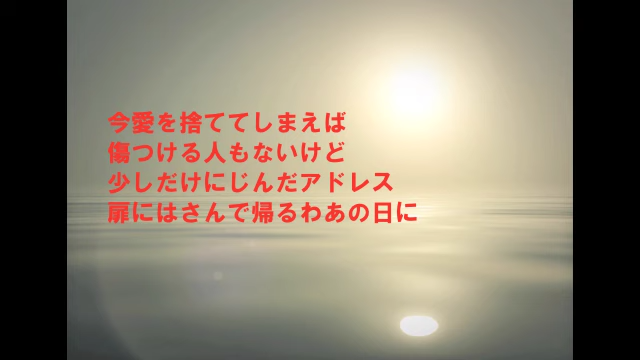 今愛を捨ててしまえば
傷つける人もないけど
少しだけにじんだアドレス
扉にはさんで帰るわあの日に